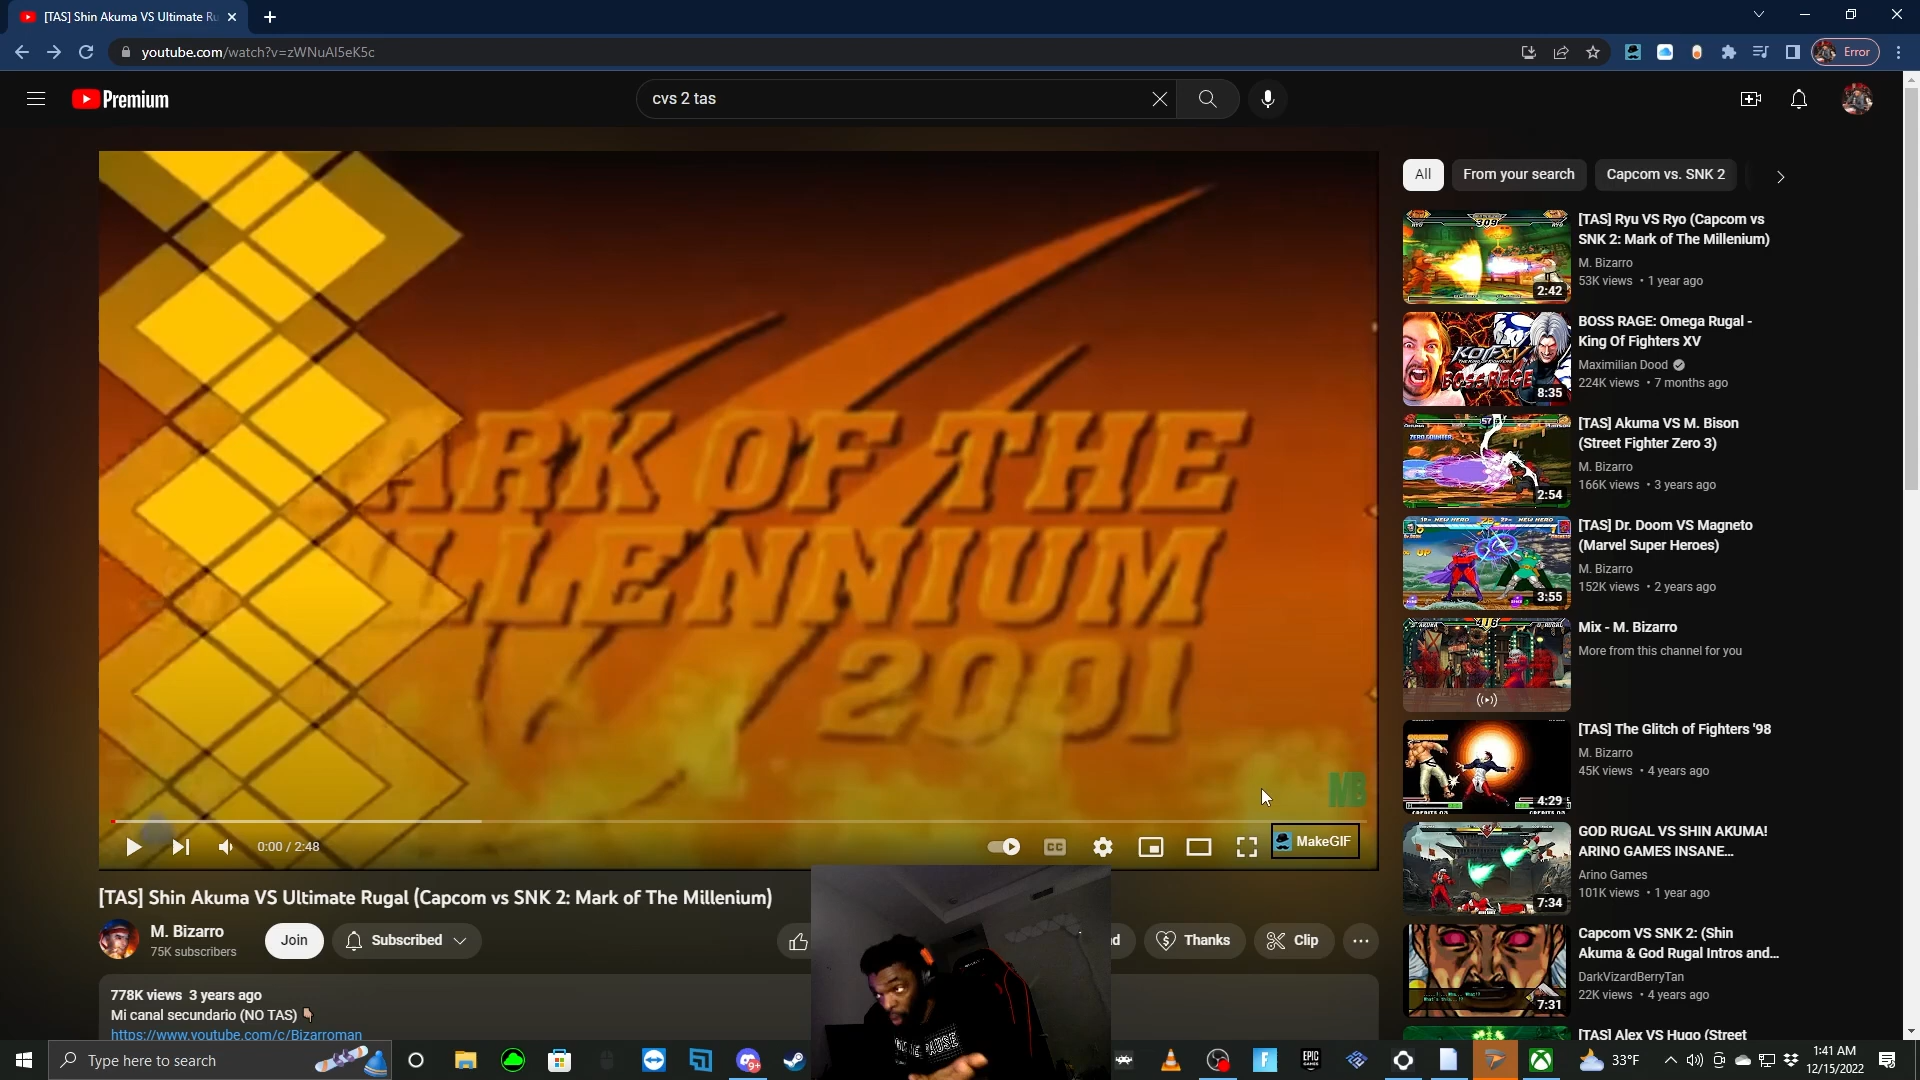 [TAS] Shin Akuma VS Ultimate Ru
youtube.com/watch?v=zWNuAI5eK5c
Error
Premium
cvs 2 tas
ARK OF THE
LLENNIUM
2001
MB
0:00 / 2:48
CC
MakeGIF
[TAS] Shin Akuma VS Ultimate Rugal (Capcom vs SNK 2: Mark of The Millenium)
M. Bizarro
75K subscribers
Join
Subscribed
d
Thanks
Clip
778K views 3 years ago
Mi canal secundario (NO TAS)
https://www.youtube.com/c/Bizarroman
All
From your search
Capcom vs. SNK 2
309
2:42
[TAS] Ryu VS Ryo (Capcom vs
SNK 2: Mark of The Millenium)
M. Bizarro
53K views • 1 year ago
KOFXV
BOSS RAGE
8:35
BOSS RAGE: Omega Rugal -
King Of Fighters XV
Maximilian Dood
224K views • 7 months ago
ZERO COUNTER
57
2:54
[TAS] Akuma VS M. Bison
(Street Fighter Zero 3)
M. Bizarro
166K views • 3 years ago
3:55
[TAS] Dr. Doom VS Magneto
(Marvel Super Heroes)
M. Bizarro
152K views • 2 years ago
Mix - M. Bizarro
More from this channel for you
4:29
[TAS] The Glitch of Fighters '98
M. Bizarro
45K views • 4 years ago
7:34
GOD RUGAL VS SHIN AKUMA!
ARINO GAMES INSANE...
Arino Games
101K views • 1 year ago
7:31
Capcom VS SNK 2: (Shin
Akuma & God Rugal Intros and...
DarkVizardBerryTan
22K views • 4 years ago
[TAS] Alex VS Hugo (Street
Type here to search
9+
EPIC
33°F
1:41 AM
12/15/2022